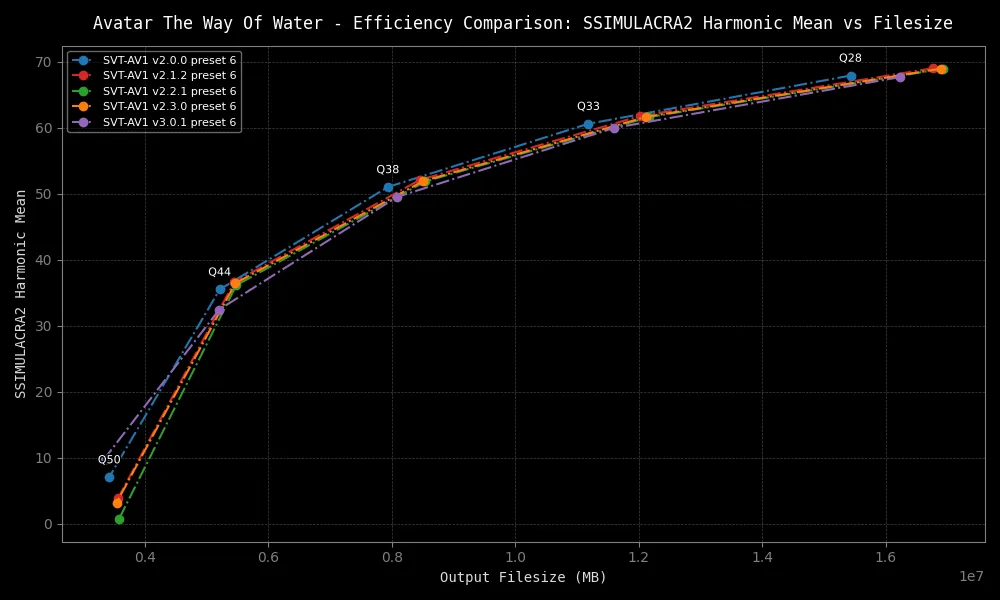 Avatar The Way Of Water - Efficiency Comparison: SSIMULACRA2 Harmonic Mean vs Filesize
SVT-AV1 v2.0.0 preset 6
SVT-AV1 v2.1.2 preset 6
SVT-AV1 v2.2.1 preset 6
SVT-AV1 v2.3.0 preset 6
SVT-AV1 v3.0.1 preset 6
Q28
Q33
Q38
Q44
Q50
SSIMULACRA2 Harmonic Mean
70
60
50
40
30
20
10
0
0.4
0.6
0.8
1.0
1.2
1.4
1.6
1e7
Output Filesize (MB)